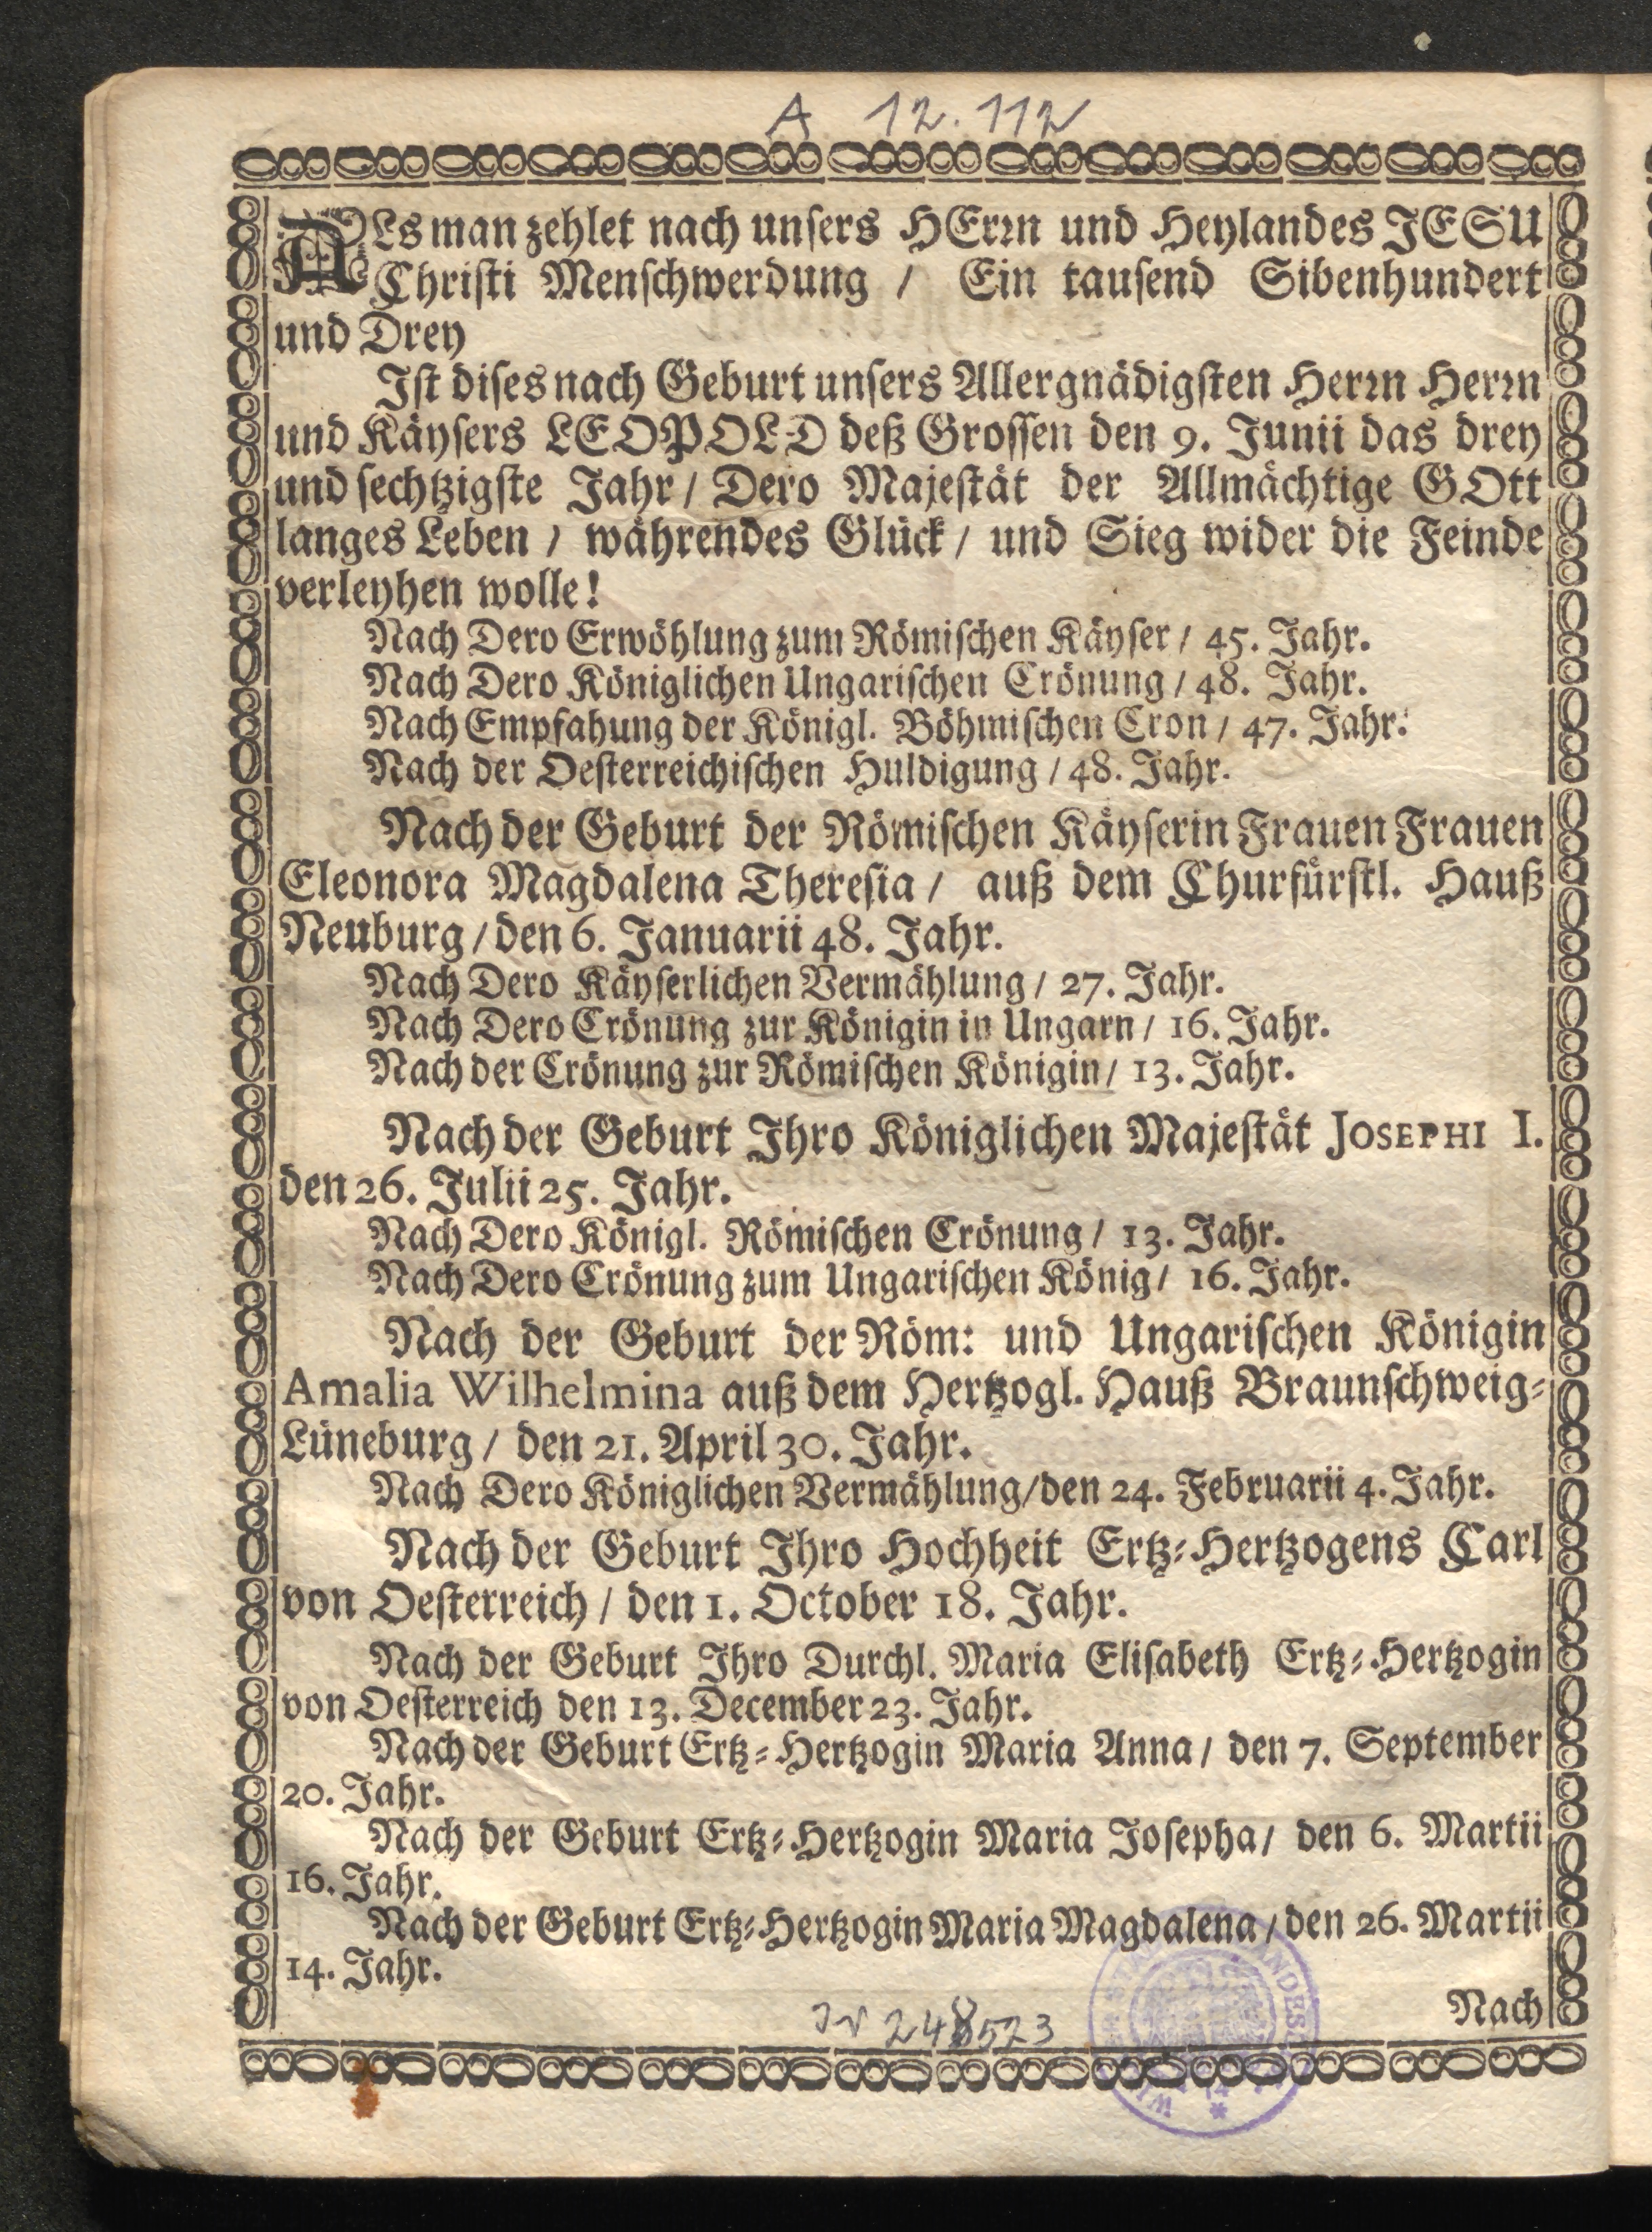 A 12.112
ALs man zehlet nach unsers HErrn und Heylandes JESU
Christi Menschwerdung / Ein tausend Sibenhundert
und Drey
Ist dises nach Geburt unsers Allergnädigsten Herrn Herrn
und Käysers LEOPOLD deß Grossen den 9. Junii das drey
und sechtzigste Jahr / Dero Majestät der Allmächtige GOtt
langes Leben / währendes Glück / und Sieg wider die Feinde
verleyhen wolle!
Nach Dero Erwöhlung zum Römischen Käyser / 45. Jahr.
Nach Dero Königlichen Ungarischen Crönung / 48. Jahr.
Nach Empfahung der Königl. Böhmischen Cron / 47. Jahr.
Nach der Oesterreichischen Huldigung / 48. Jahr.
Nach der Geburt der Römischen Käyserin Frauen Frauen
Eleonora Magdalena Theresia / auß dem Churfürstl. Hauß
Neuburg / den 6. Januarii 48. Jahr.
Nach Dero Käyserlichen Vermählung / 27. Jahr.
Nach Dero Crönung zur Königin in Ungarn / 16. Jahr.
Nach der Crönung zur Römischen Königin / 13. Jahr.
Nach der Geburt Ihro Königlichen Majestät JOSEPHI I.
den 26. Julii 25. Jahr.
Nach Dero Königl. Römischen Crönung / 13. Jahr.
Nach Dero Crönung zum Ungarischen König / 16. Jahr.
Nach der Geburt der Röm: und Ungarischen Königin
Amalia Wilhelmina auß dem Hertzogl. Hauß Braunschweig-
Lüneburg / den 21. April 30. Jahr.
Nach Dero Königlichen Vermählung / den 24. Februarii 4. Jahr.
Nach der Geburt Ihro Hochheit Ertz-Hertzogens Carl
von Oesterreich / den 1. October 18. Jahr.
Nach der Geburt Ihro Durchl. Maria Elisabeth Ertz-Hertzogin
von Oesterreich den 13. December 23. Jahr.
Nach der Geburt Ertz-Hertzogin Maria Anna / den 7. September
20. Jahr.
Nach der Geburt Ertz-Hertzogin Maria Josepha / den 6. Martii
16. Jahr.
Nach der Geburt Ertz-Hertzogin Maria Magdalena / den 26. Martii
14. Jahr.
Nach
248523